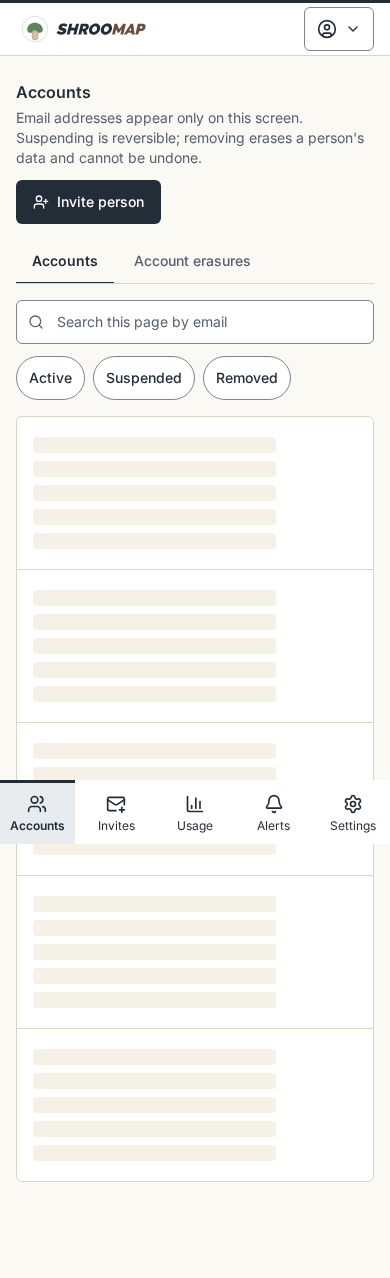 SHROOMAP
Accounts
Email addresses appear only on this screen.
Suspending is reversible; removing erases a person's
data and cannot be undone.
Invite person
Accounts
Account erasures
Search this page by email
Active
Suspended
Removed
Accounts
Invites
Usage
Alerts
Settings